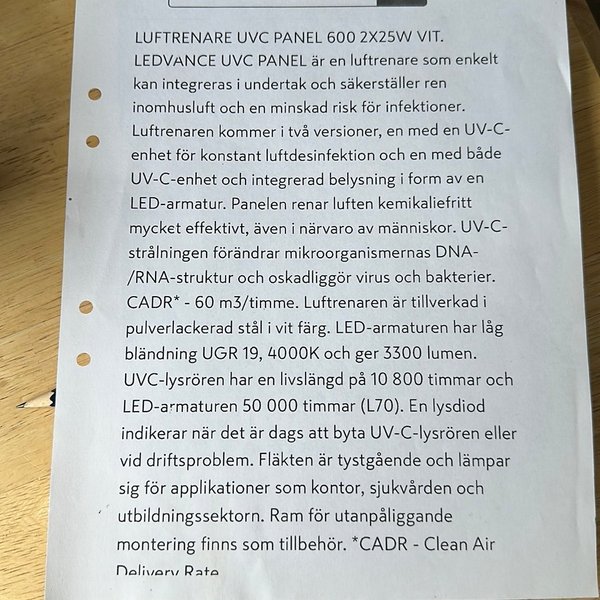 LUFTRENARE UVC PANEL 600 2X25W VIT.
LEDVANCE UVC PANEL är en luftrenare som enkelt
kan integreras i undertak och säkerställer ren
inomhusluft och en minskad risk för infektioner.
Luftrenaren kommer i två versioner, en med en UV-C-
enhet för konstant luftdesinfektion och en med både
UV-C-enhet och integrerad belysning i form av en
LED-armatur. Panelen renar luften kemikaliefritt
mycket effektivt, även i närvaro av människor. UV-C-
strålningen förändrar mikroorganismernas DNA-
/RNA-struktur och oskadliggör virus och bakterier.
CADR* - 60 m3/timme. Luftrenaren är tillverkad i
pulverlackerad stål i vit färg. LED-armaturen har låg
bländning UGR 19, 4000K och ger 3300 lumen.
UVC-lysrören har en livslängd på 10 800 timmar och
LED-armaturen 50 000 timmar (L70). En lysdiod
indikerar när det är dags att byta UV-C-lysrören eller
vid driftsproblem. Fläkten är tystgående och lämpar
sig för applikationer som kontor, sjukvården och
utbildningssektorn. Ram för utanpåliggande
montering finns som tillbehör. *CADR - Clean Air
Delivery Rate